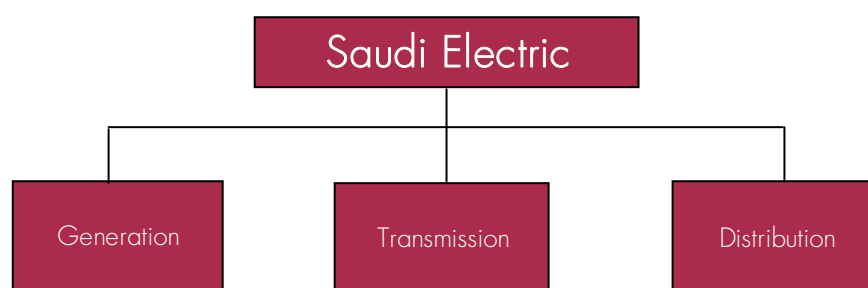 Saudi Electric
Generation
Transmission
Distribution